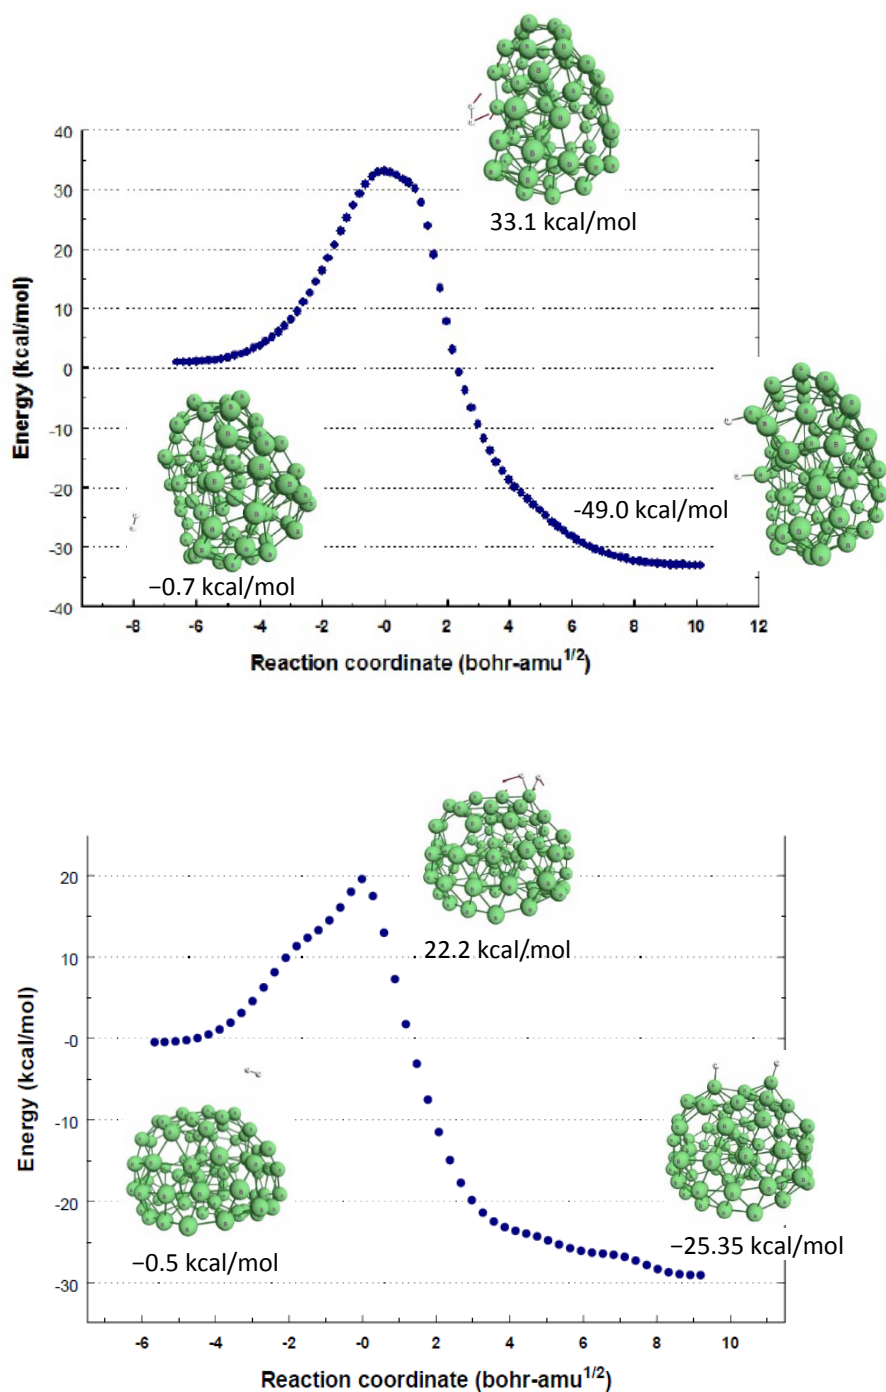 40
30
20
10
0
-10
-20
-30
-40
Energy (kcal/mol)
33.1 kcal/mol
-49.0 kcal/mol
−0.7 kcal/mol
-8 -6 -4 -2 -0 2 4 6 8 10 12
Reaction coordinate (bohr-amu1/2)
20
10
-0
-10
-20
-30
Energy (kcal/mol)
22.2 kcal/mol
−0.5 kcal/mol
−25.35 kcal/mol
-6 -4 -2 -0 2 4 6 8 10
Reaction coordinate (bohr-amu1/2)